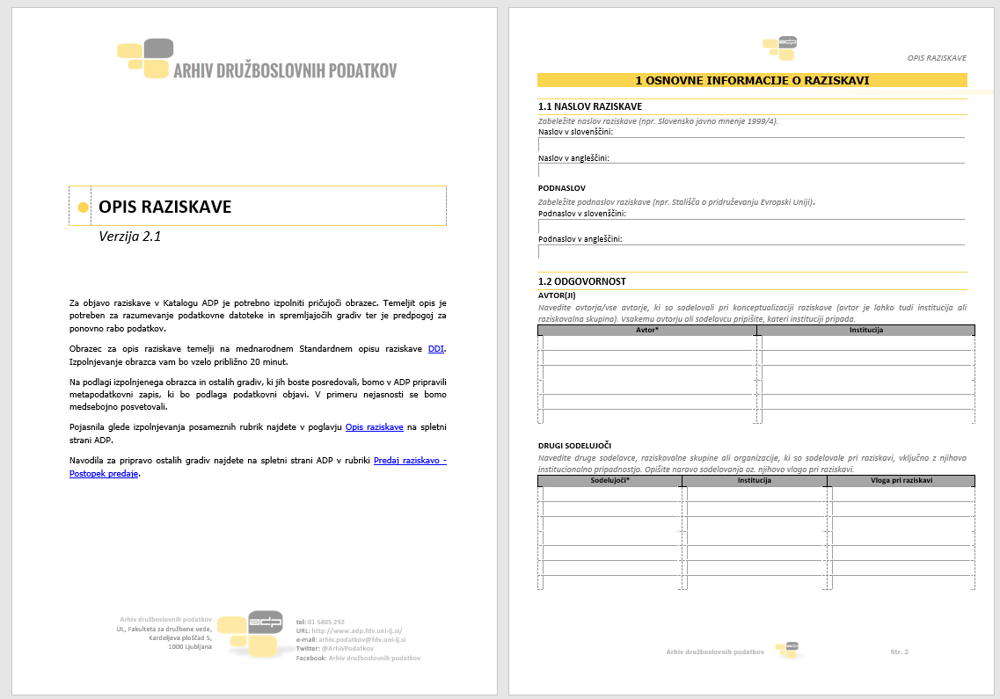 ARHIV DRUŽBOSLOVNIH PODATKOV
OPIS RAZISKAVE
Verzija 2.1
Za objavo raziskave v Katalogu ADP je potrebno izpolniti pričujoči obrazec. Temeljit opis je
potreben za razumevanje podatkovne datoteke in spremljajočih gradiv ter je predpogoj za
ponovno rabo podatkov.
Obrazec za opis raziskave temelji na mednarodnem Standardnem opisu raziskave DDI.
Izpolnjevanje obrazca vam bo vzelo približno 20 minut.
Na podlagi izpolnjenega obrazca in ostalih gradiv, ki jih boste posredovali, bomo v ADP pripravili
metapodatkovni zapis, ki bo podlaga podatkovni objavi. V primeru nejasnosti se bomo
medsebojno posvetovali.
Pojasnila glede izpolnjevanja posameznih rubrik najdete v poglavju Opis raziskave na spletni
strani ADP.
Navodila za pripravo ostalih gradiv najdete na spletni strani ADP v rubriki Predaj raziskavo -
Postopek predaje.
Arhiv družboslovnih podatkov
UL, Fakulteta za družbene vede,
Kardeljeva ploščad 5,
1000 Ljubljana
adp
tel: 01 5805 292
URL: http://www.adp.fdv.uni-lj.si/
e-mail: arhiv.podatkov@fdv.uni-lj.si
Twitter: @ArhivPodatkov
Facebook: Arhiv družboslovnih podatkov
adp
OPIS RAZISKAVE
1 OSNOVNE INFORMACIJE O RAZISKAVI
1.1 NASLOV RAZISKAVE
Zabeležite naslov raziskave (npr. Slovensko javno mnenje 1999/4).
Naslov v slovenščini:
Naslov v angleščini:
PODNASLOV
Zabeležite podnaslov raziskave (npr. Stališča o pridruževanju Evropski Uniji).
Podnaslov v slovenščini:
Podnaslov v angleščini:
1.2 ODGOVORNOST
AVTOR(JI)
Navedite avtorja/vse avtorje, ki so sodelovali pri konceptualizaciji raziskave (avtor je lahko tudi institucija ali
raziskovalna skupina). Vsakemu avtorju ali sodelavcu pripišite, kateri instituciji pripada.
Avtor* Institucija
DRUGI SODELUJOČI
Navedite druge sodelavce, raziskovalne skupine ali organizacije, ki so sodelovale pri raziskavi, vključno z njihovo
institucionalno pripadnostjo. Opišite naravo sodelovanja oz. njihovo vlogo pri raziskavi.
Sodelujoči* Institucija Vloga pri raziskavi
Arhiv družboslovnih podatkov
adp
Str. 2